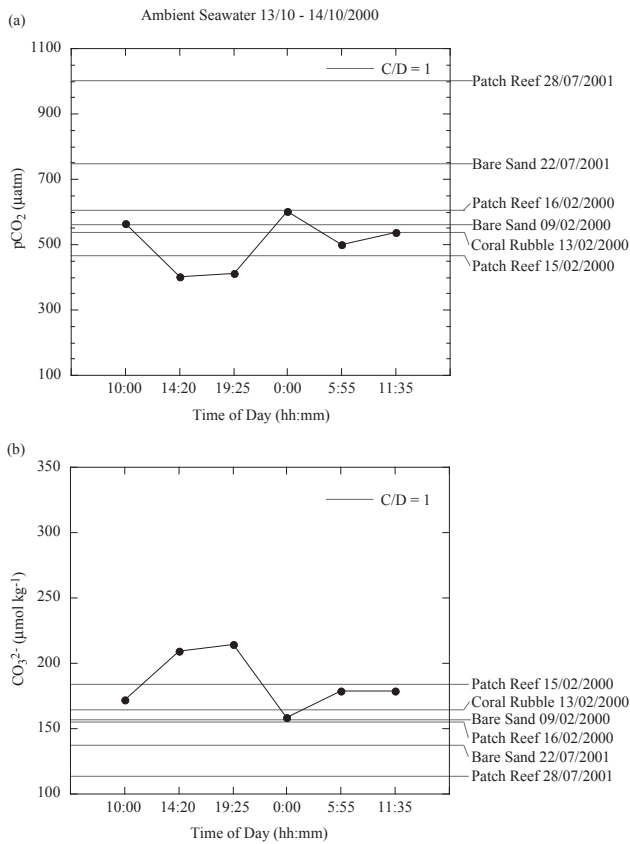 Ambient Seawater 13/10 - 14/10/2000
(a)
1100
900
700
500
300
100
pCO₂ (µatm)
C/D = 1
Patch Reef 28/07/2001
Bare Sand 22/07/2001
Patch Reef 16/02/2000
Bare Sand 09/02/2000
Coral Rubble 13/02/2000
Patch Reef 15/02/2000
10:00 14:20 19:25 0:00 5:55 11:35
Time of Day (hh:mm)
(b)
350
300
250
200
150
100
CO₃²⁻ (µmol kg⁻¹)
C/D = 1
Patch Reef 15/02/2000
Coral Rubble 13/02/2000
Bare Sand 09/02/2000
Patch Reef 16/02/2000
Bare Sand 22/07/2001
Patch Reef 28/07/2001
10:00 14:20 19:25 0:00 5:55 11:35
Time of Day (hh:mm)